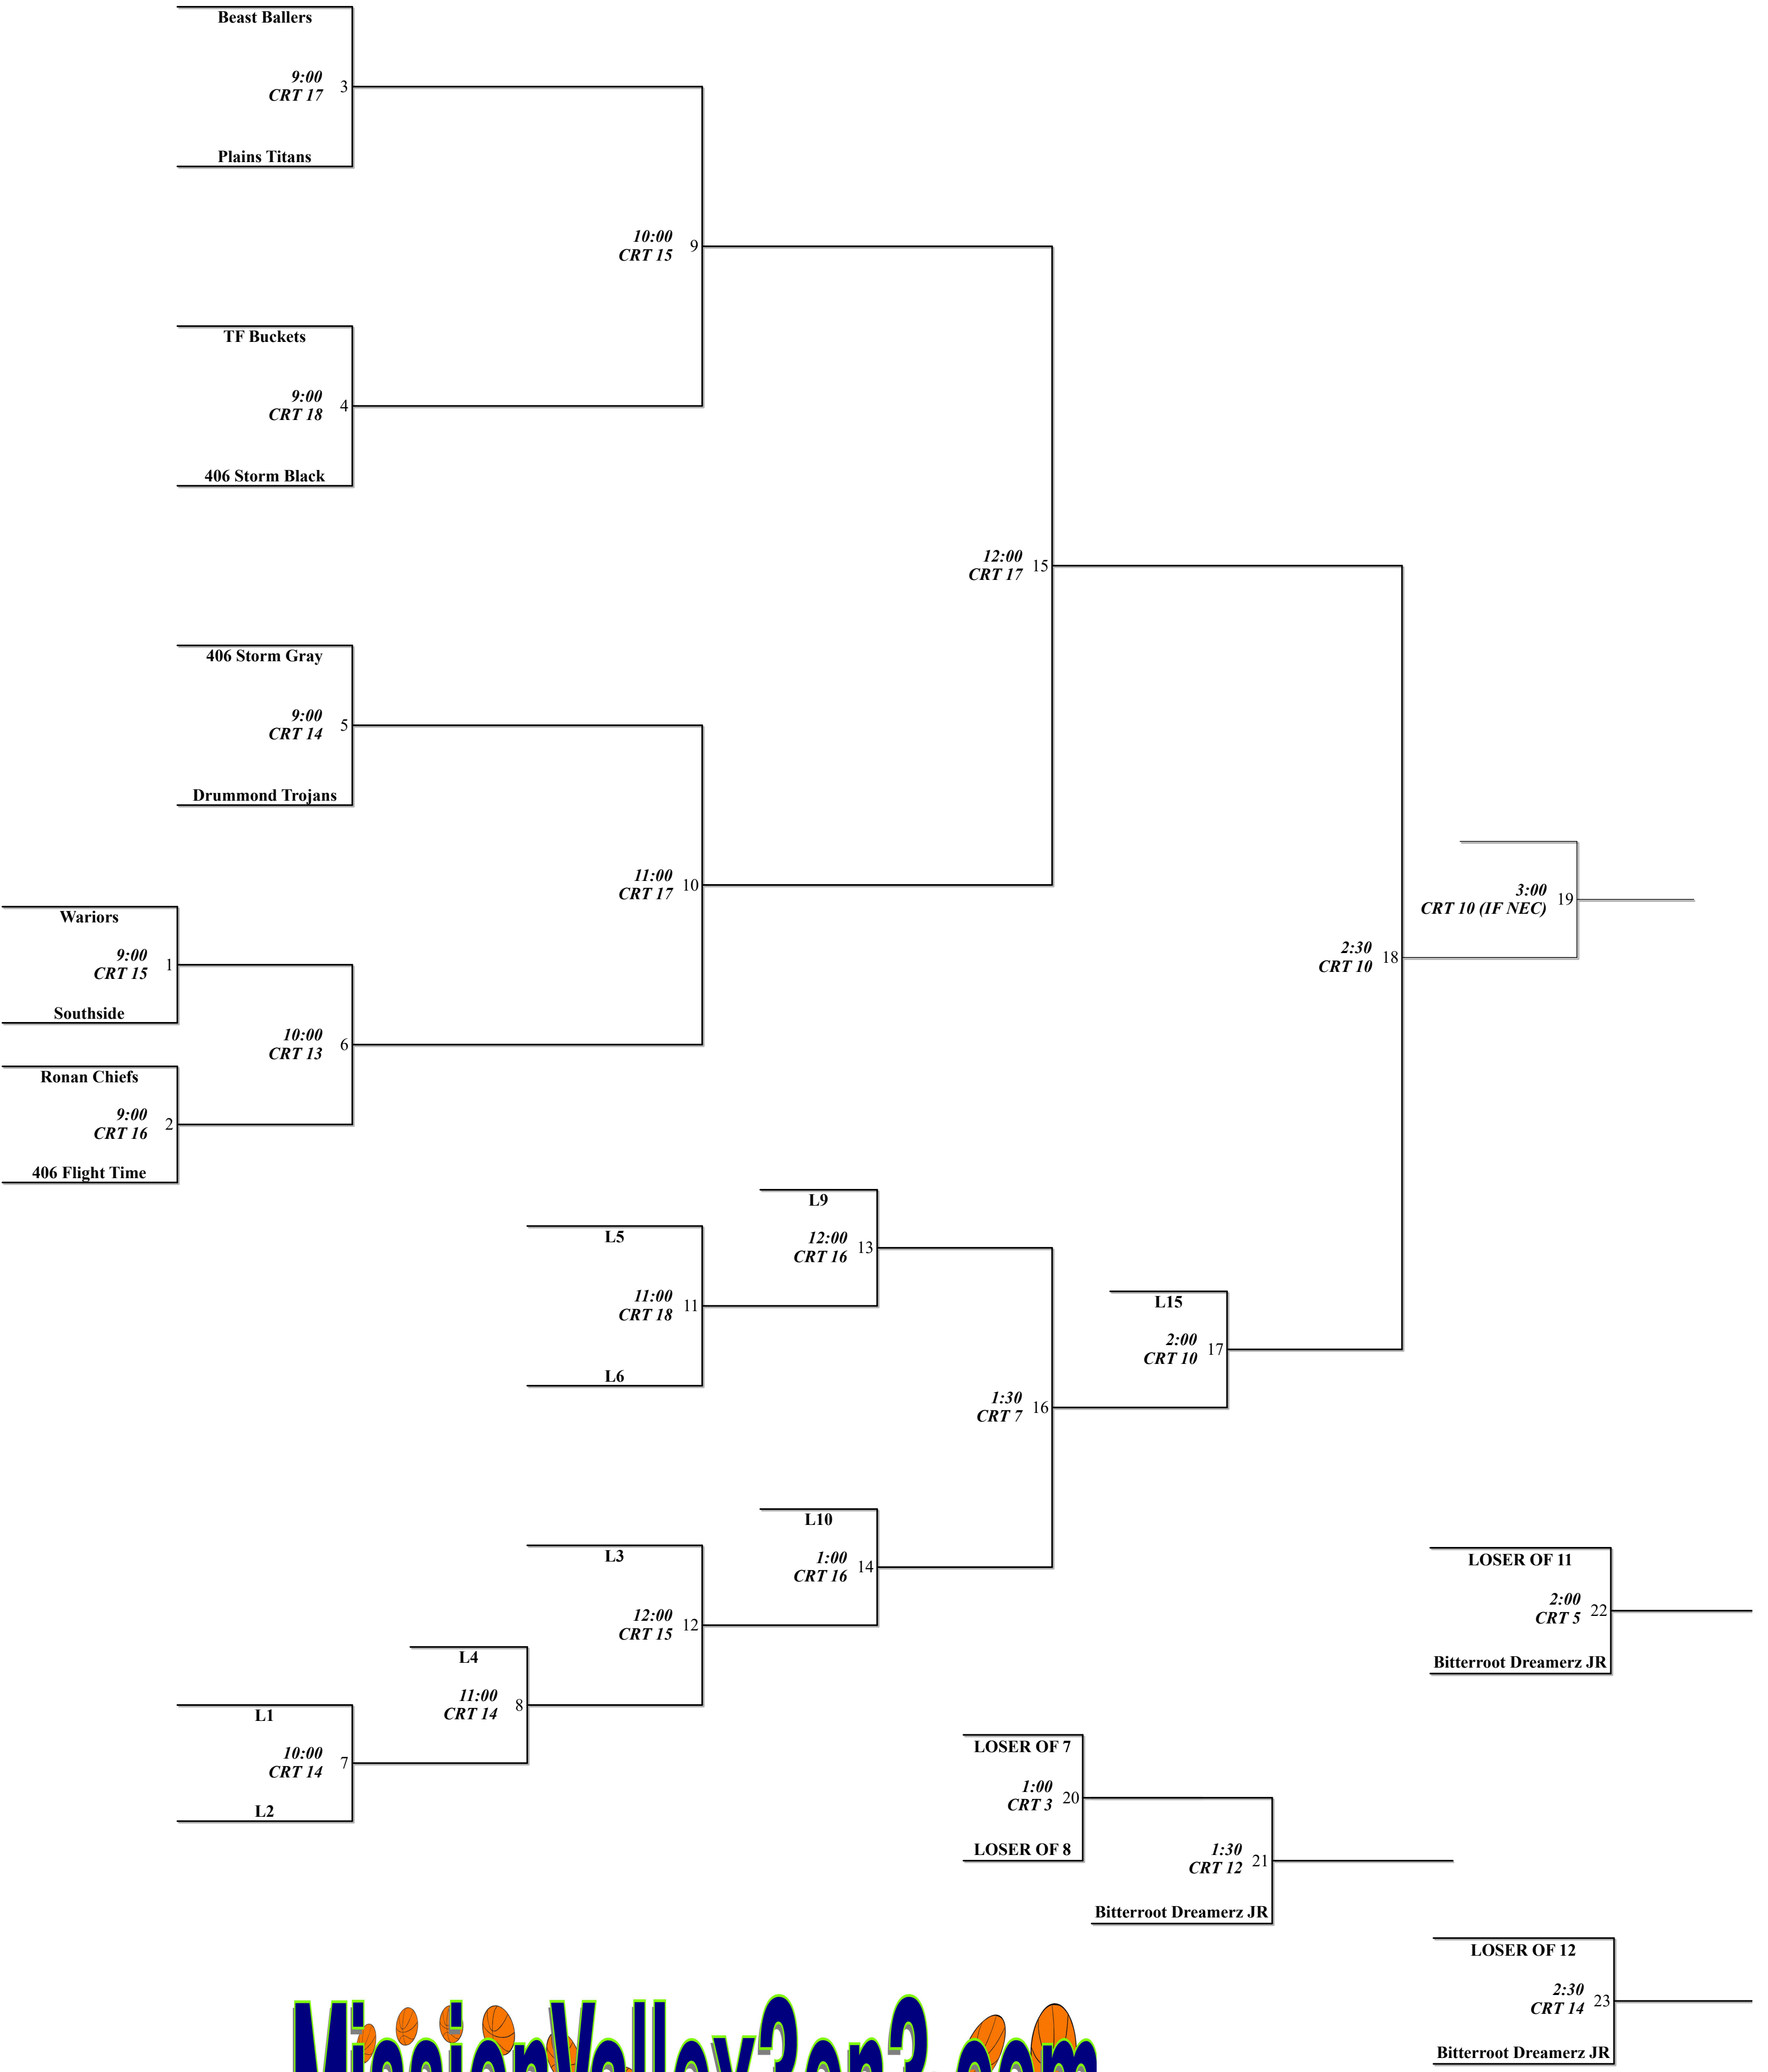 Beast Ballers
9:00
CRT 17
3
Plains Titans
10:00
CRT 15
9
TF Buckets
9:00
CRT 18
4
406 Storm Black
12:00
CRT 17
15
406 Storm Gray
9:00
CRT 14
5
Drummond Trojans
11:00
CRT 17
10
3:00
CRT 10 (IF NEC)
19
Wariors
9:00
CRT 15
1
Southside
2:30
CRT 10
18
10:00
CRT 13
6
Ronan Chiefs
9:00
CRT 16
2
406 Flight Time
L9
12:00
CRT 16
13
L5
11:00
CRT 18
11
L6
L15
2:00
CRT 10
17
1:30
CRT 7
16
L10
1:00
CRT 16
14
L3
12:00
CRT 15
12
LOSER OF 11
2:00
CRT 5
22
Bitterroot Dreamerz JR
L4
11:00
CRT 14
8
L1
10:00
CRT 14
7
L2
LOSER OF 7
1:00
CRT 3
20
LOSER OF 8
1:30
CRT 12
21
Bitterroot Dreamerz JR
LOSER OF 12
2:30
CRT 14
23
Bitterroot Dreamerz JR
MissionValley3on3.com